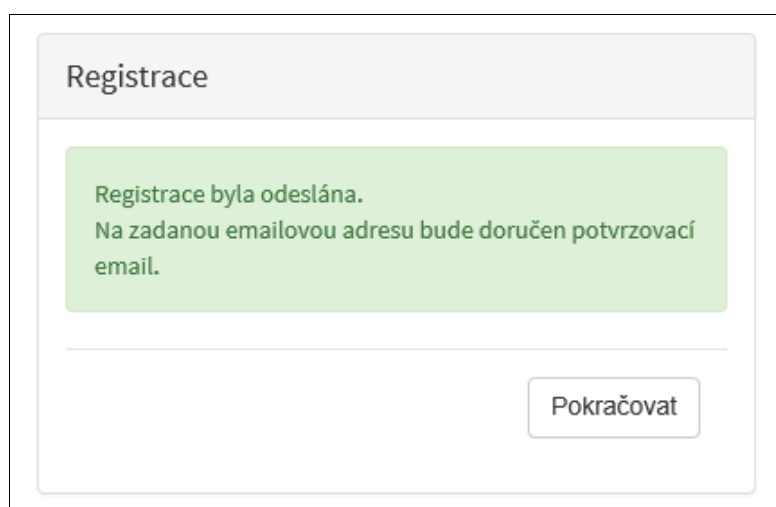 Registrace
Registrace byla odeslána.
Na zadanou emailovou adresu bude doručen potvrzovací
email.
Pokračovat